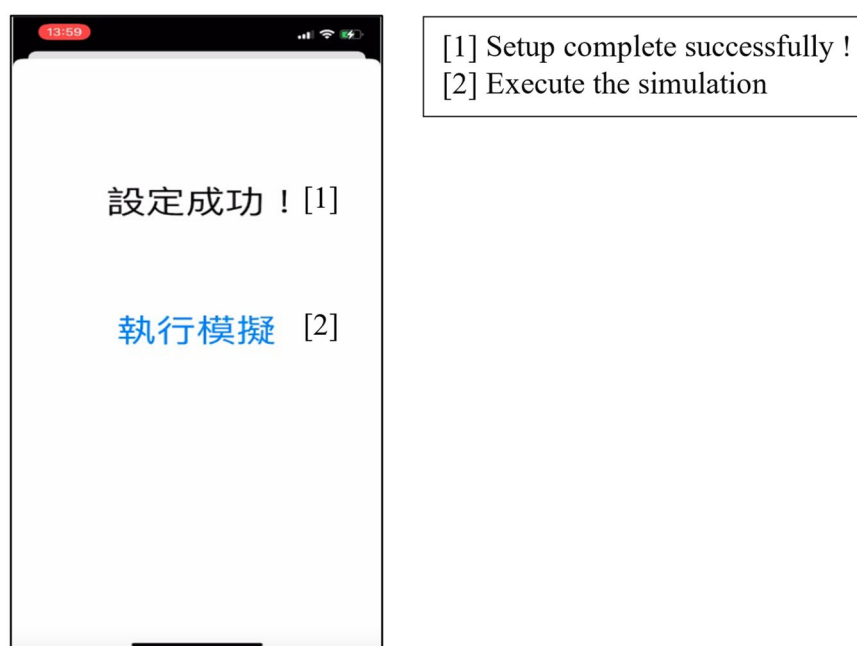 13:59
設定成功！[1]
執行模擬 [2]
[1] Setup complete successfully !
[2] Execute the simulation